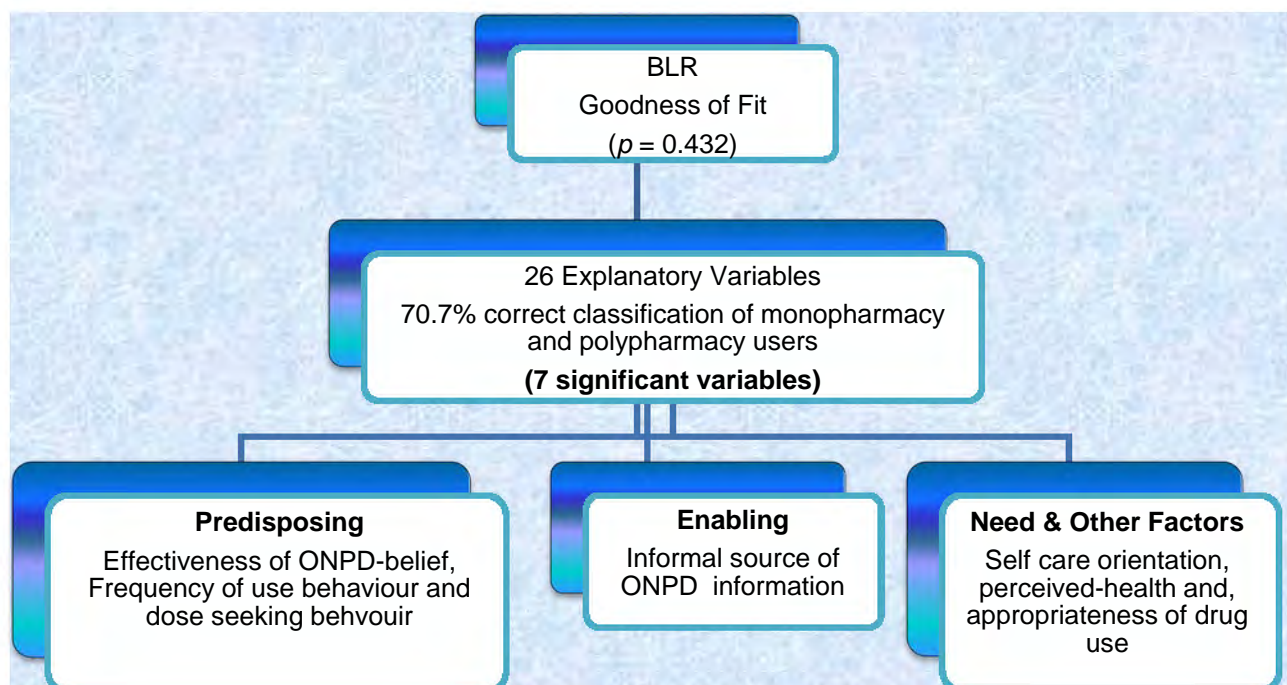 BLR
Goodness of Fit
(p = 0.432)
26 Explanatory Variables
70.7% correct classification of monopharmacy
and polypharmacy users
(7 significant variables)
Predisposing
Effectiveness of ONPD-belief,
Frequency of use behaviour and
dose seeking behvouir
Enabling
Informal source of
ONPD information
Need & Other Factors
Self care orientation,
perceived-health and,
appropriateness of drug
use